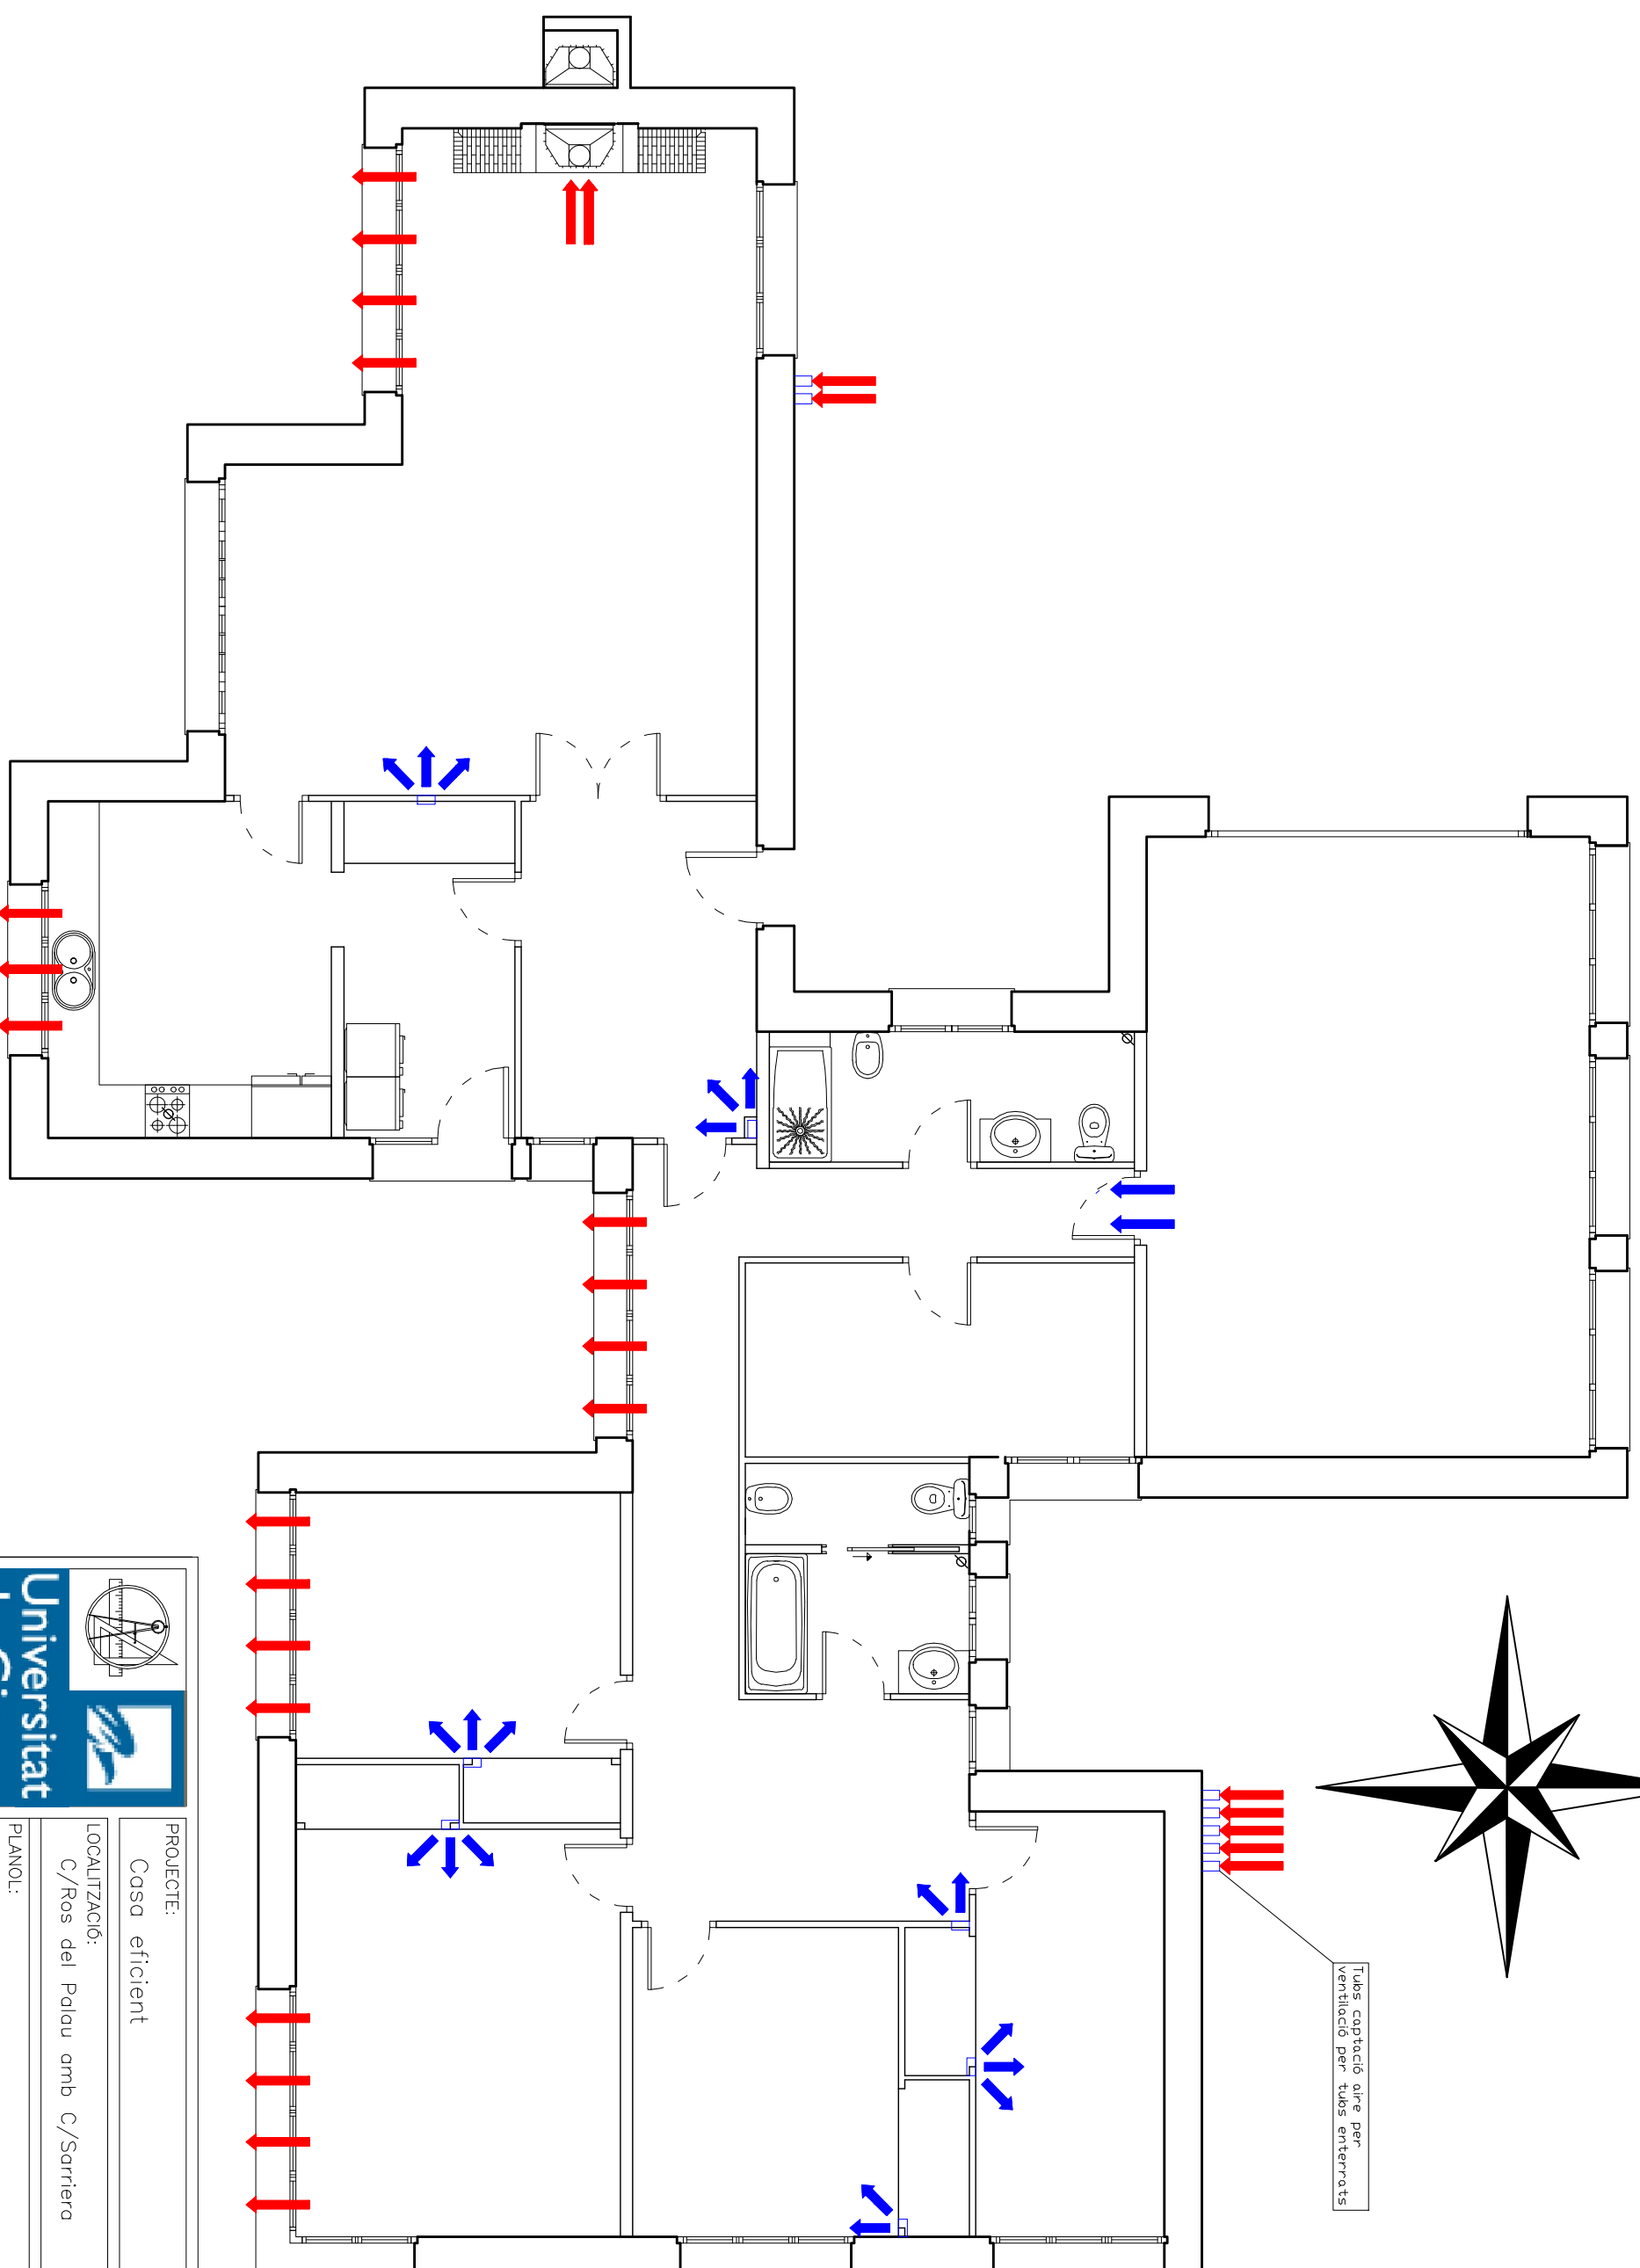 Tubs captació aire per
ventilació per tubs enterrats
PROJECTE:
Casa eficient
LOCALITZACIÓ:
C/Ros del Palau amb C/Sarriera
PLANOL:
Universitat